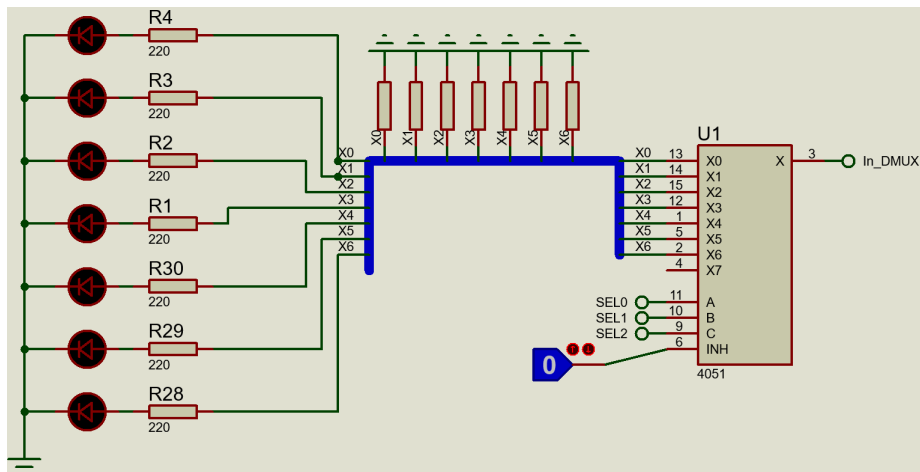 R4
220
R3
220
R2
220
R1
220
R30
220
R29
220
R28
220
X0
X1
X2
X3
X4
X5
X6
X0
X1
X2
X3
X4
X5
X6
X0
X1
X2
X3
X4
X5
X6
U1
13 X0 X 3 In_DMUX
14 X1
15 X2
12 X3
1 X4
5 X5
2 X6
4 X7
SEL0 11 A
SEL1 10 B
SEL2 9 C
6 INH
0
4051